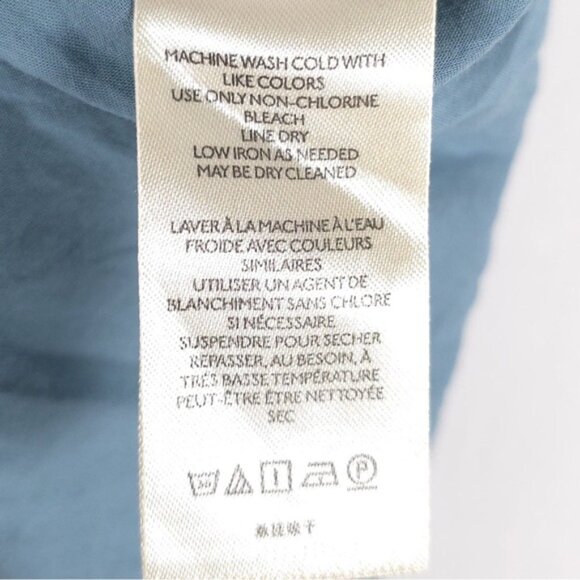 MACHINE WASH COLD WITH
LIKE COLORS
USE ONLY NON-CHLORINE
BLEACH
LINE DRY
LOW IRON AS NEEDED
MAY BE DRY CLEANED
LAVER À LA MACHINE À L'EAU
FROIDE AVEC COULEURS
SIMILAIRES
UTILISER UN AGENT DE
BLANCHIMENT SANS CHLORE
SI NÉCESSAIRE
SUSPENDRE POUR SECHER
REPASSER, AU BESOIN, À
TRÈS BASSE TEMPÉRATURE
PEUT-ÊTRE ÊTRE NETTOYÉE
SEC
P